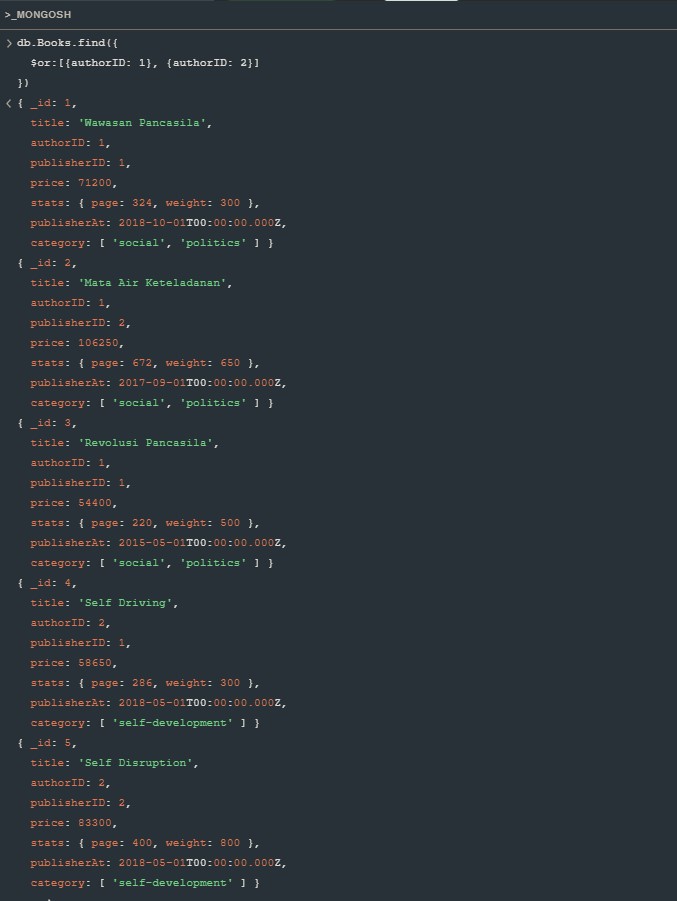 >_MONGOSH
> db.Books.find({
$or:[{authorID: 1}, {authorID: 2}]
})
< { _id: 1,
title: 'Wawasan Pancasila',
authorID: 1,
publisherID: 1,
price: 71200,
stats: { page: 324, weight: 300 },
publisherAt: 2018-10-01T00:00:00.000Z,
category: [ 'social', 'politics' ] }
{ _id: 2,
title: 'Mata Air Keteladanan',
authorID: 1,
publisherID: 2,
price: 106250,
stats: { page: 672, weight: 650 },
publisherAt: 2017-09-01T00:00:00.000Z,
category: [ 'social', 'politics' ] }
{ _id: 3,
title: 'Revolusi Pancasila',
authorID: 1,
publisherID: 1,
price: 54400,
stats: { page: 220, weight: 500 },
publisherAt: 2015-05-01T00:00:00.000Z,
category: [ 'social', 'politics' ] }
{ _id: 4,
title: 'Self Driving',
authorID: 2,
publisherID: 1,
price: 58650,
stats: { page: 286, weight: 300 },
publisherAt: 2018-05-01T00:00:00.000Z,
category: [ 'self-development' ] }
{ _id: 5,
title: 'Self Disruption',
authorID: 2,
publisherID: 2,
price: 83300,
stats: { page: 400, weight: 800 },
publisherAt: 2018-05-01T00:00:00.000Z,
category: [ 'self-development' ] }